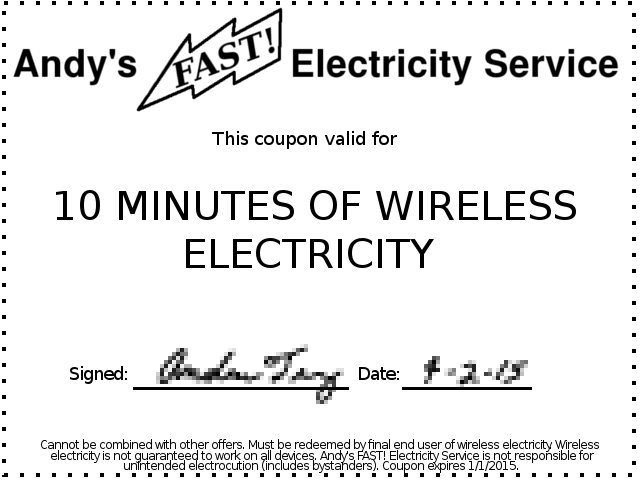 Andy's FAST! Electricity Service
This coupon valid for
10 MINUTES OF WIRELESS
ELECTRICITY
Signed: Date: 4-2-13
Cannot be combined with other offers. Must be redeemed by final end user of wireless electricity Wireless
electricity is not guaranteed to work on all devices. Andy's FAST! Electricity Service is not responsible for
unintended electrocution (includes bystanders). Coupon expires 1/1/2015.